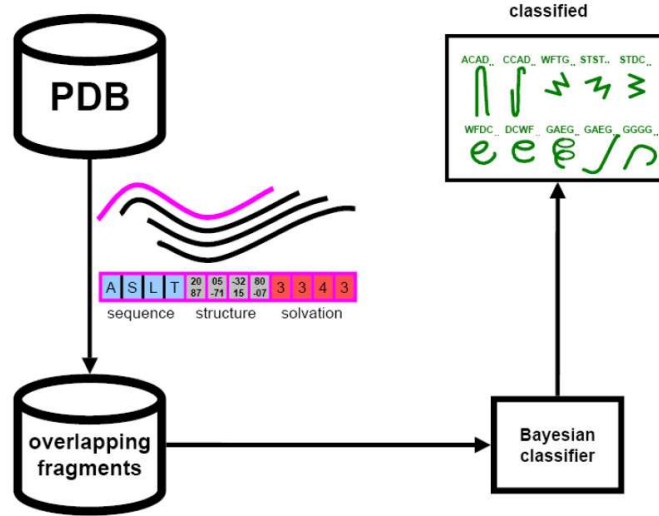 classified
PDB
ACAD.. CCAD.. WFTG.. STST.. STDC..
WFDC.. DCWF.. GAEG.. GAEG.. GGGG..
A S L T 20 05 -32 80 3 3 4 3
87 -71 15 -07
sequence structure solvation
overlapping
fragments
Bayesian
classifier